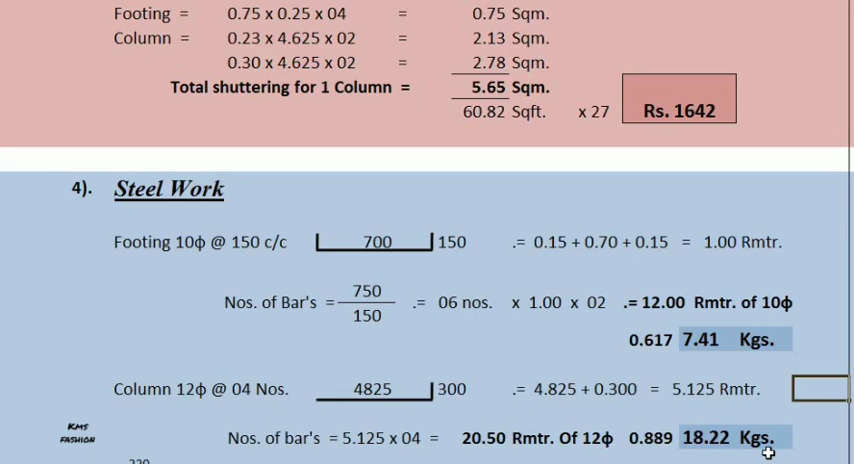 Footing = 0.75 x 0.25 x 04 = 0.75 Sqm.
Column = 0.23 x 4.625 x 02 = 2.13 Sqm.
0.30 x 4.625 x 02 = 2.78 Sqm.
Total shuttering for 1 Column = 5.65 Sqm.
60.82 Sqft. x 27 Rs. 1642
4). Steel Work
Footing 10ф @ 150 c/c 700 150 .= 0.15 + 0.70 + 0.15 = 1.00 Rmtr.
Nos. of Bar's = 750
150 .= 06 nos. x 1.00 x 02 .= 12.00 Rmtr. of 10ф
0.617 7.41 Kgs.
Column 12ф @ 04 Nos. 4825 300 .= 4.825 + 0.300 = 5.125 Rmtr.
KMS
FASHION
Nos. of bar's = 5.125 x 04 = 20.50 Rmtr. Of 12ф 0.889 18.22 Kgs.